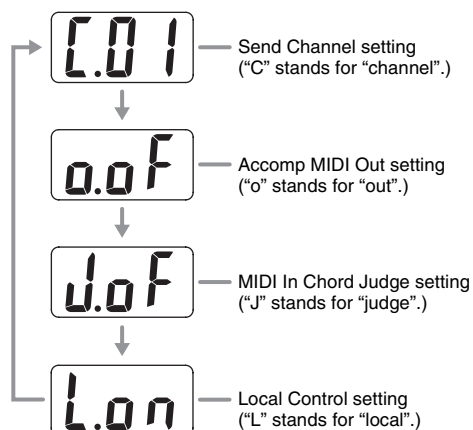 C.01
Send Channel setting
(“C” stands for “channel”.)
o.oF
Accomp MIDI Out setting
(“o” stands for “out”.)
J.oF
MIDI In Chord Judge setting
(“J” stands for “judge”.)
L.on
Local Control setting
(“L” stands for “local”.)